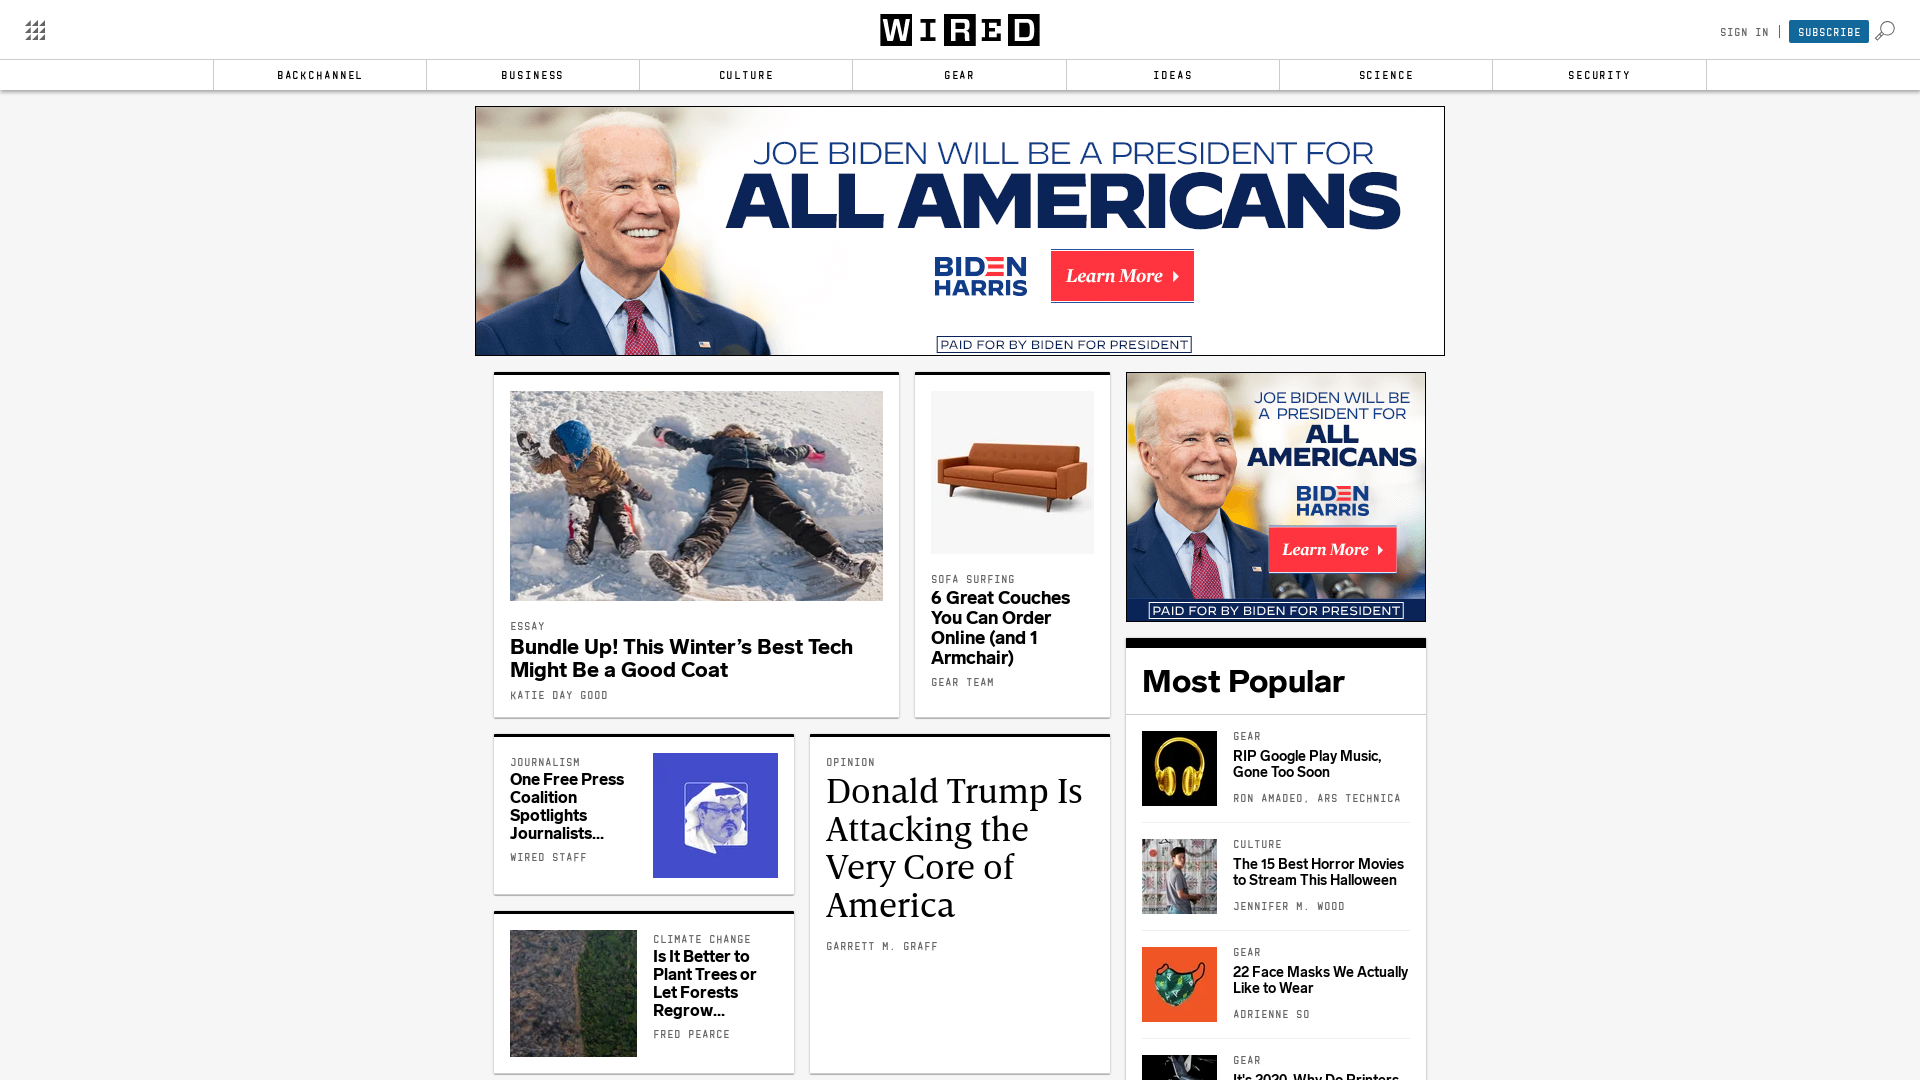 WIRED
SIGN IN
SUBSCRIBE
BACKCHANNEL
BUSINESS
CULTURE
GEAR
IDEAS
SCIENCE
SECURITY
JOE BIDEN WILL BE A PRESIDENT FOR
ALL AMERICANS
BIDEN
HARRIS
Learn More
PAID FOR BY BIDEN FOR PRESIDENT
ESSAY
Bundle Up! This Winter’s Best Tech
Might Be a Good Coat
KATIE DAY GOOD
SOFA SURFING
6 Great Couches
You Can Order
Online (and 1
Armchair)
GEAR TEAM
JOE BIDEN WILL BE
A PRESIDENT FOR
ALL
AMERICANS
BIDEN
HARRIS
Learn More
PAID FOR BY BIDEN FOR PRESIDENT
JOURNALISM
One Free Press
Coalition
Spotlights
Journalists...
WIRED STAFF
CLIMATE CHANGE
Is It Better to
Plant Trees or
Let Forests
Regrow...
FRED PEARCE
OPINION
Donald Trump Is
Attacking the
Very Core of
America
GARRETT M. GRAFF
Most Popular
GEAR
RIP Google Play Music,
Gone Too Soon
RON AMADEO, ARS TECHNICA
CULTURE
The 15 Best Horror Movies
to Stream This Halloween
JENNIFER M. WOOD
GEAR
22 Face Masks We Actually
Like to Wear
ADRIENNE SO
GEAR
It's 2020. Why Do Printers